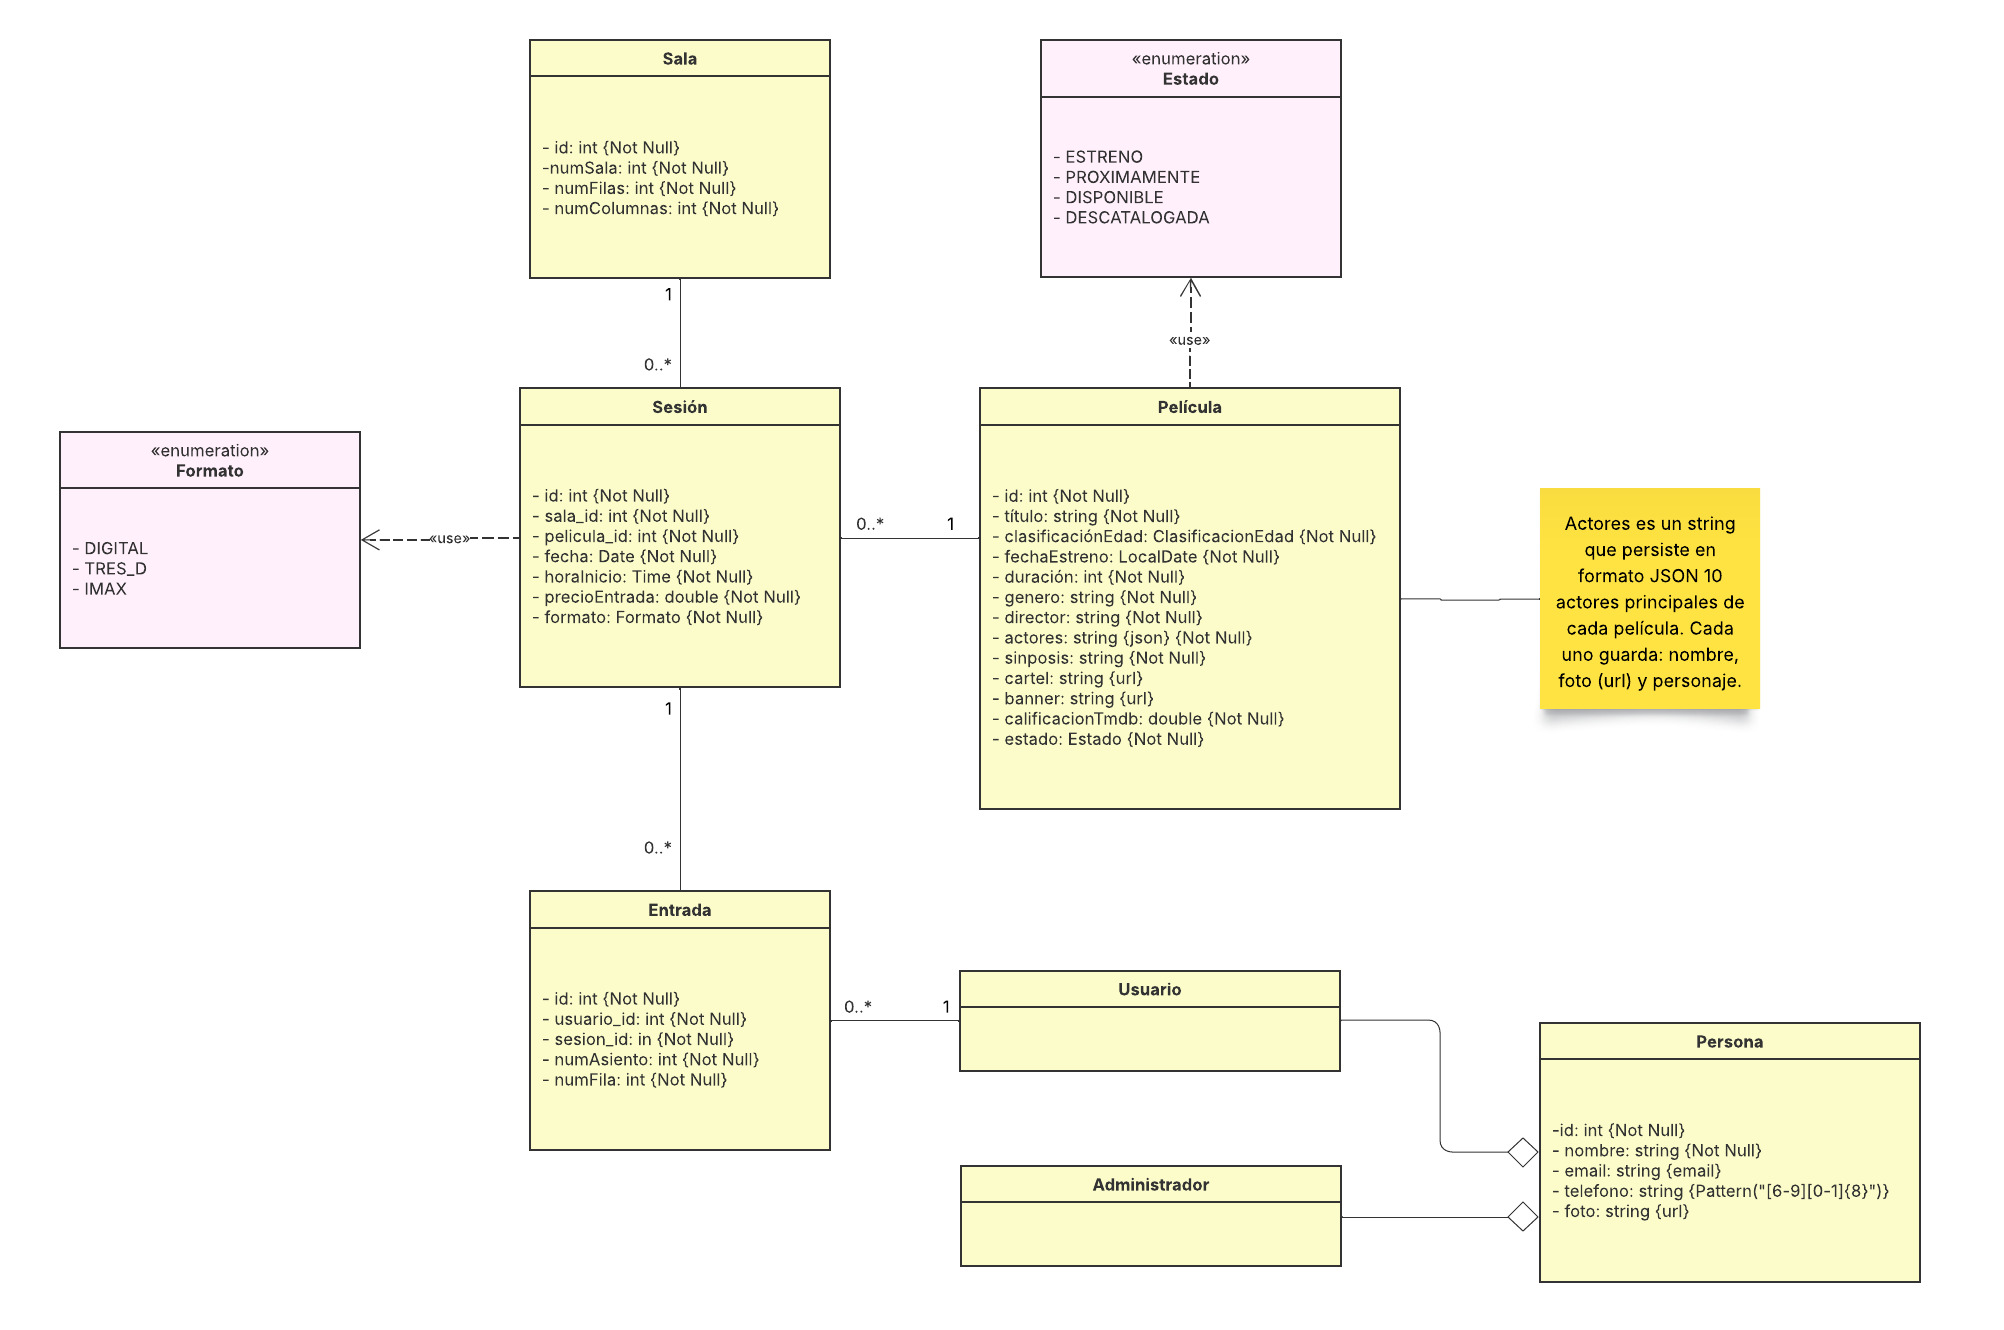 Sala
- id: int {Not Null}
-numSala: int {Not Null}
- numFilas: int {Not Null}
- numColumnas: int {Not Null}
«enumeration»
Estado
- ESTRENO
- PROXIMAMENTE
- DISPONIBLE
- DESCATALOGADA
1
0..*
«use»
«enumeration»
Formato
- DIGITAL
- TRES_D
- IMAX
«use»
Sesión
- id: int {Not Null}
- sala_id: int {Not Null}
- pelicula_id: int {Not Null}
- fecha: Date {Not Null}
- horaInicio: Time {Not Null}
- precioEntrada: double {Not Null}
- formato: Formato {Not Null}
0..*
1
Película
- id: int {Not Null}
- título: string {Not Null}
- clasificaciónEdad: ClasificacionEdad {Not Null}
- fechaEstreno: LocalDate {Not Null}
- duración: int {Not Null}
- genero: string {Not Null}
- director: string {Not Null}
- actores: string {json} {Not Null}
- sinposis: string {Not Null}
- cartel: string {url}
- banner: string {url}
- calificacionTmdb: double {Not Null}
- estado: Estado {Not Null}
Actores es un string
que persiste en
formato JSON 10
actores principales de
cada película. Cada
uno guarda: nombre,
foto (url) y personaje.
1
0..*
Entrada
- id: int {Not Null}
- usuario_id: int {Not Null}
- sesion_id: in {Not Null}
- numAsiento: int {Not Null}
- numFila: int {Not Null}
0..*
1
Usuario
Administrador
Persona
-id: int {Not Null}
- nombre: string {Not Null}
- email: string {email}
- telefono: string {Pattern("[6-9][0-1]{8}")}
- foto: string {url}